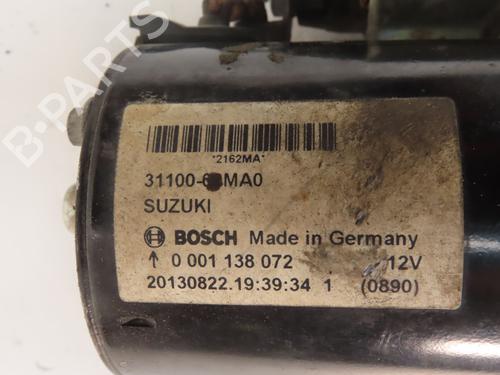 *2162MA*
SUZUKI
BOSCH Made in Germany
↑ 0 001 138 072 12V
20130822.19:39:34 1 (0890)
B-PARTS